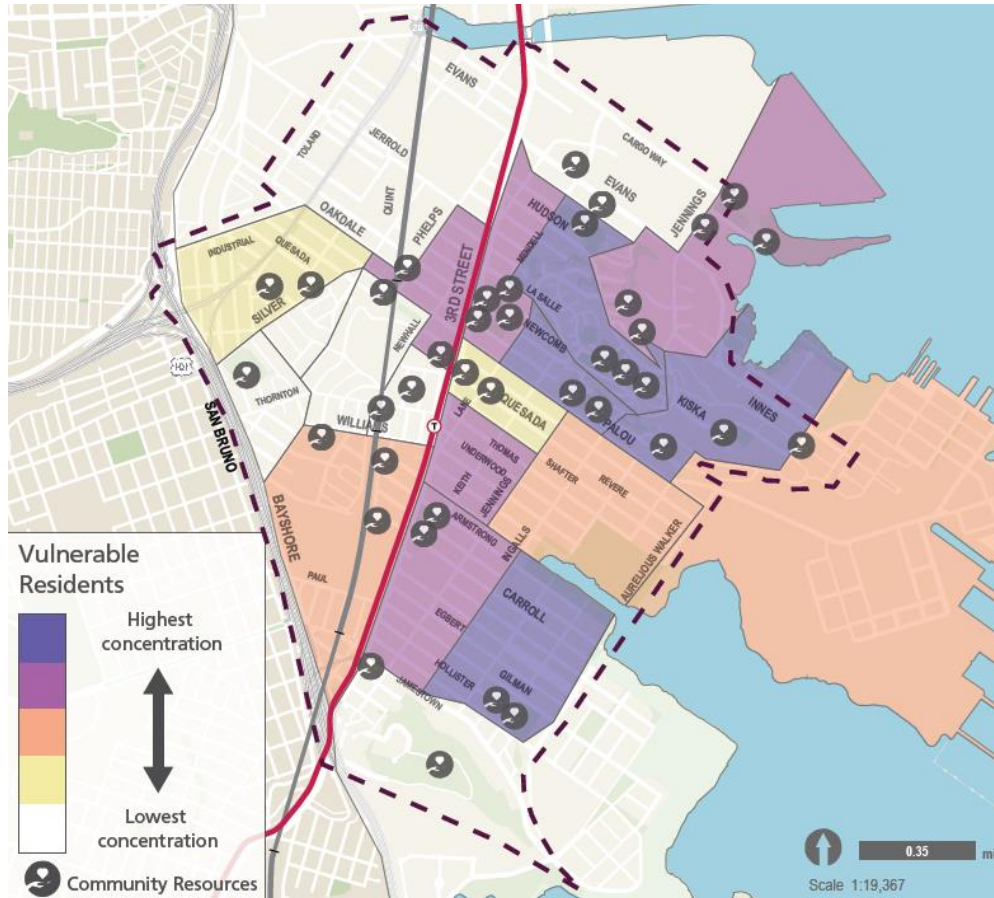 EVANS
TOLAND
JERROLD
CARGO WAY
QUINT
EVANS
OAKDALE
PHELPS
HUDSON
JENNINGS
INDUSTRIAL
QUESADA
3RD STREET
MENDELL
LA SALLE
SILVER
NEWHALL
NEWCOMB
101
THORNTON
LANE
QUESADA
KISKA
INNES
SAN BRUNO
WILLIAMS
T
PALOU
THOMAS
UNDERWOOD
KEITH
JENNINGS
SHAFTER
REVERE
BAYSHORE
ARMSTRONG
INGALLS
AURELIOUS WALKER
PAUL
CARROLL
EGBERT
HOLLISTER
GILMAN
JAMESTOWN
Vulnerable
Residents
Highest
concentration
Lowest
concentration
Community Resources
0.35
Scale 1:19,367